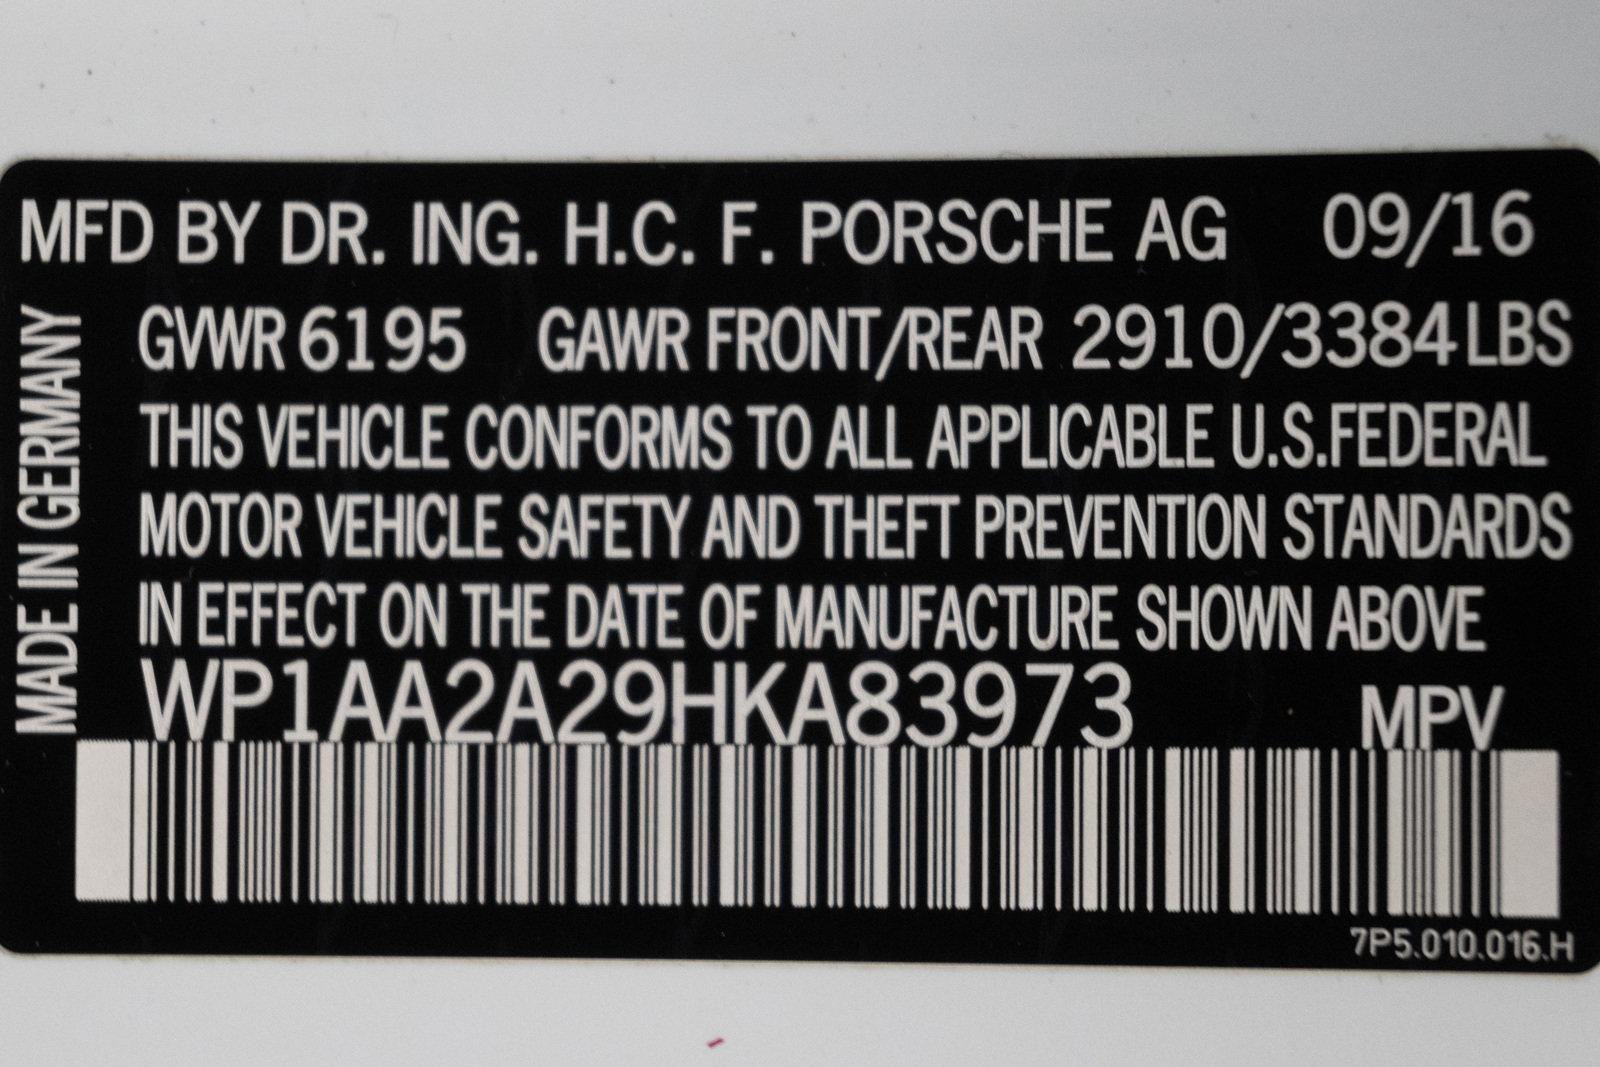 MFD BY DR. ING. H.C. F. PORSCHE AG 09/16
GVWR 6195 GAWR FRONT/REAR 2910/3384 LBS
THIS VEHICLE CONFORMS TO ALL APPLICABLE U.S.FEDERAL
MOTOR VEHICLE SAFETY AND THEFT PREVENTION STANDARDS
IN EFFECT ON THE DATE OF MANUFACTURE SHOWN ABOVE
WP1AA2A29HKA83973 MPV
MADE IN GERMANY
7P5.010.016.H